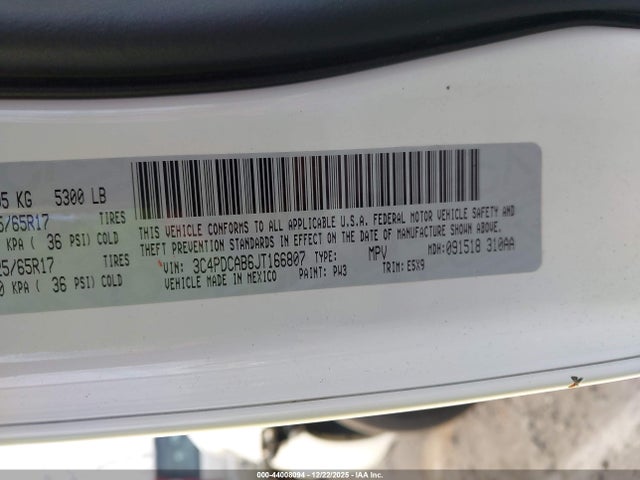 5 KG 5300 LB
5/65R17 TIRES
KPA ( 36 PSI) COLD
25/65R17 TIRES
0 KPA ( 36 PSI) COLD
THIS VEHICLE CONFORMS TO ALL APPLICABLE U.S.A. FEDERAL MOTOR VEHICLE SAFETY AND
THEFT PREVENTION STANDARDS IN EFFECT ON THE DATE OF MANUFACTURE SHOWN ABOVE.
VIN: 3C4PDCAB6JT166807 TYPE: MPV MDH: 091518 310AA
VEHICLE MADE IN MEXICO PAINT: PW3 TRIM: E5X9
000-44008094 - 12/22/2025 - IAAI Inc.